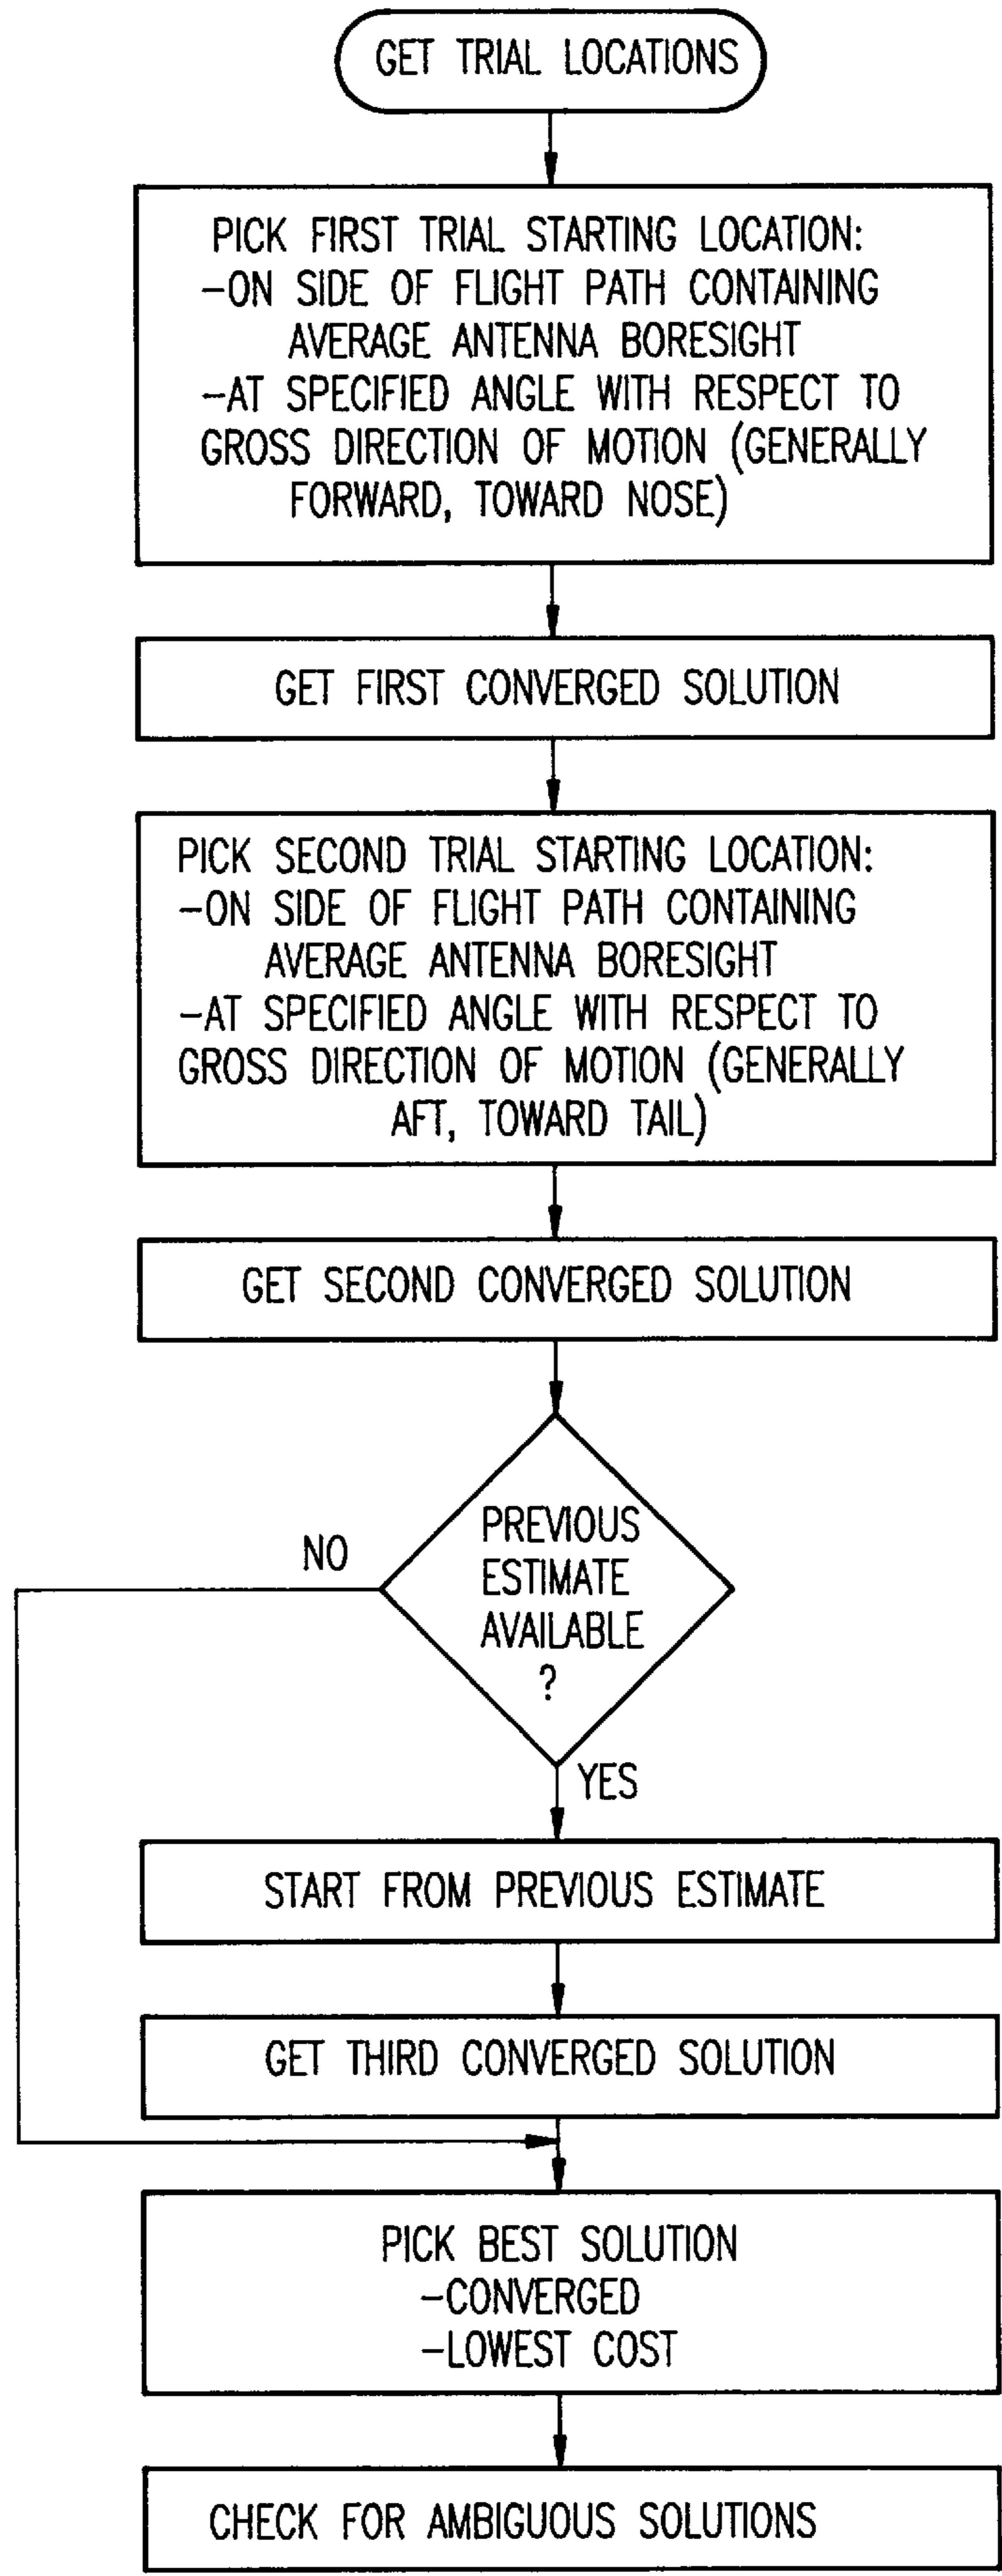 GET TRIAL LOCATIONS
PICK FIRST TRIAL STARTING LOCATION:
-ON SIDE OF FLIGHT PATH CONTAINING
AVERAGE ANTENNA BORESIGHT
-AT SPECIFIED ANGLE WITH RESPECT TO
GROSS DIRECTION OF MOTION (GENERALLY
FORWARD, TOWARD NOSE)
GET FIRST CONVERGED SOLUTION
PICK SECOND TRIAL STARTING LOCATION:
-ON SIDE OF FLIGHT PATH CONTAINING
AVERAGE ANTENNA BORESIGHT
-AT SPECIFIED ANGLE WITH RESPECT TO
GROSS DIRECTION OF MOTION (GENERALLY
AFT, TOWARD TAIL)
GET SECOND CONVERGED SOLUTION
PREVIOUS
ESTIMATE
AVAILABLE
?
NO
YES
START FROM PREVIOUS ESTIMATE
GET THIRD CONVERGED SOLUTION
PICK BEST SOLUTION
-CONVERGED
-LOWEST COST
CHECK FOR AMBIGUOUS SOLUTIONS